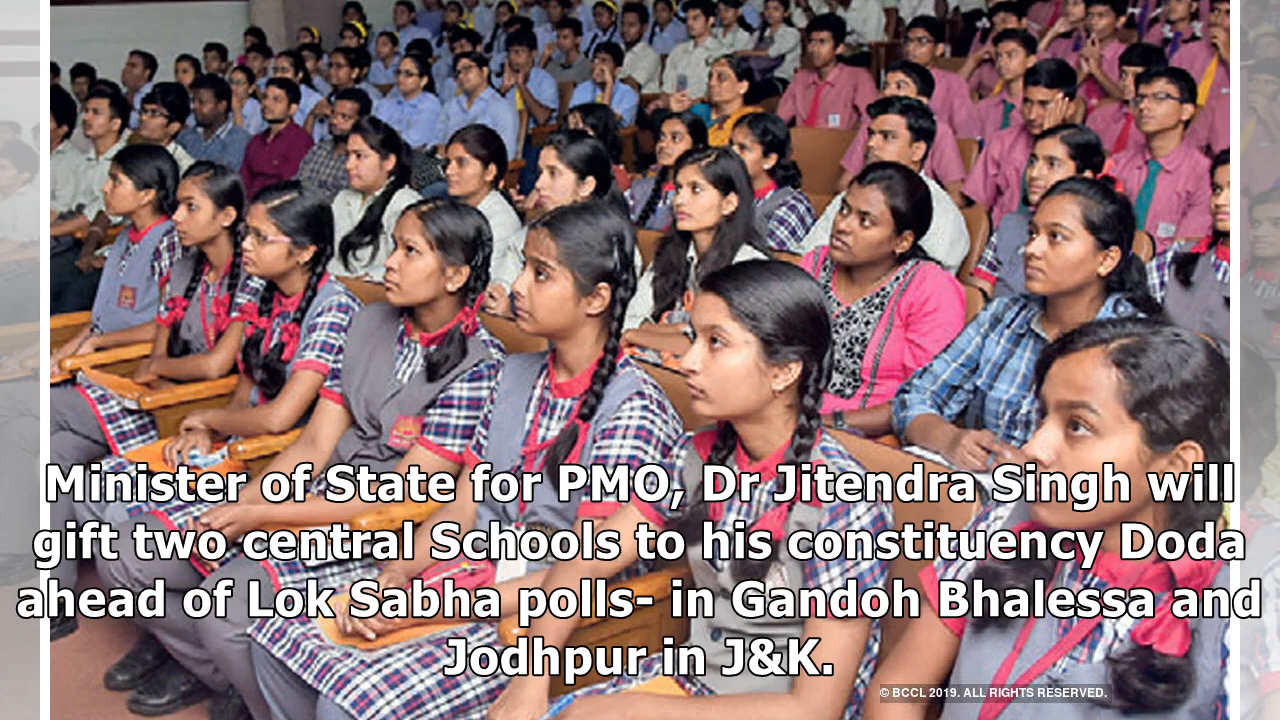 Minister of State for PMO, Dr Jitendra Singh will
gift two central Schools to his constituency Doda
ahead of Lok Sabha polls- in Gandoh Bhalessa and
Jodhpur in J&K.
© BCCL 2019. ALL RIGHTS RESERVED.